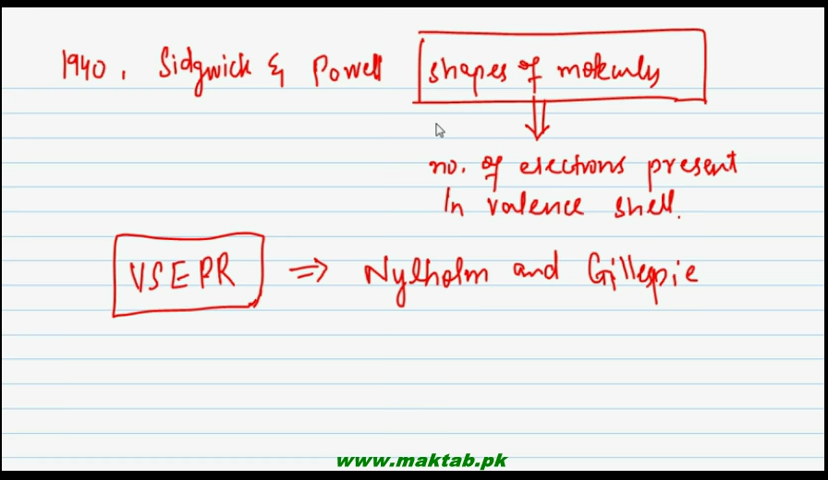 1940, Sidgwick & Powell shapes of molecules
no. of electrons present
In valence shell.
VSEPR ⇒ Nylholm and Gillespie
www.maktab.pk